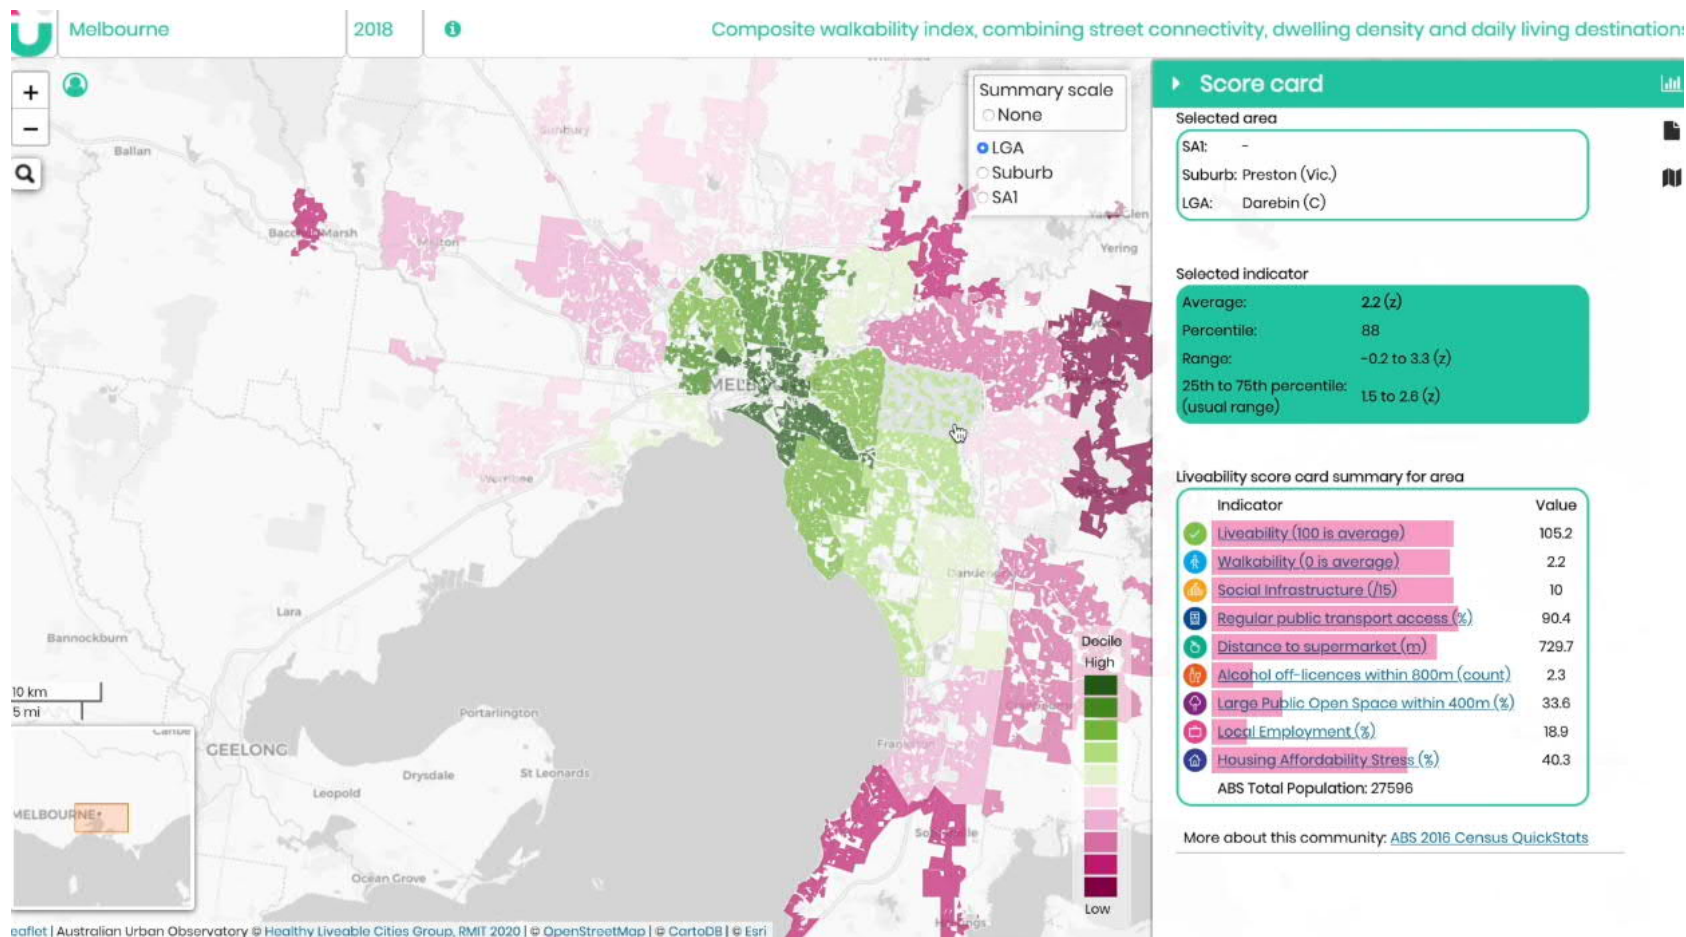 Melbourne
2018
Composite walkability index, combining street connectivity, dwelling density and daily living destinations
+
−
Summary scale
None
LGA
Suburb
SA1
Sunbury
Ballan
Melton
Yering
MELBOURNE
Werribee
Lara
Bannockburn
10 km
5 mi
Portarlington
GEELONG
Drysdale
St Leonards
Leopold
Ocean Grove
MELBOURNE
Decile
High
Low
eaflet | Australian Urban Observatory © Healthy Liveable Cities Group, RMIT 2020 | © OpenStreetMap | © CartoDB | © Esri
Score card
Selected area
SA1: -
Suburb: Preston (Vic.)
LGA: Darebin (C)
Selected indicator
Average: 2.2 (z)
Percentile: 88
Range: -0.2 to 3.3 (z)
25th to 75th percentile: 1.5 to 2.6 (z)
(usual range)
Liveability score card summary for area
Indicator Value
Liveability (100 is average) 105.2
Walkability (0 is average) 2.2
Social Infrastructure (/15) 10
Regular public transport access (%) 90.4
Distance to supermarket (m) 729.7
Alcohol off-licences within 800m (count) 2.3
Large Public Open Space within 400m (%) 33.6
Local Employment (%) 18.9
Housing Affordability Stress (%) 40.3
ABS Total Population: 27596
More about this community: ABS 2016 Census QuickStats